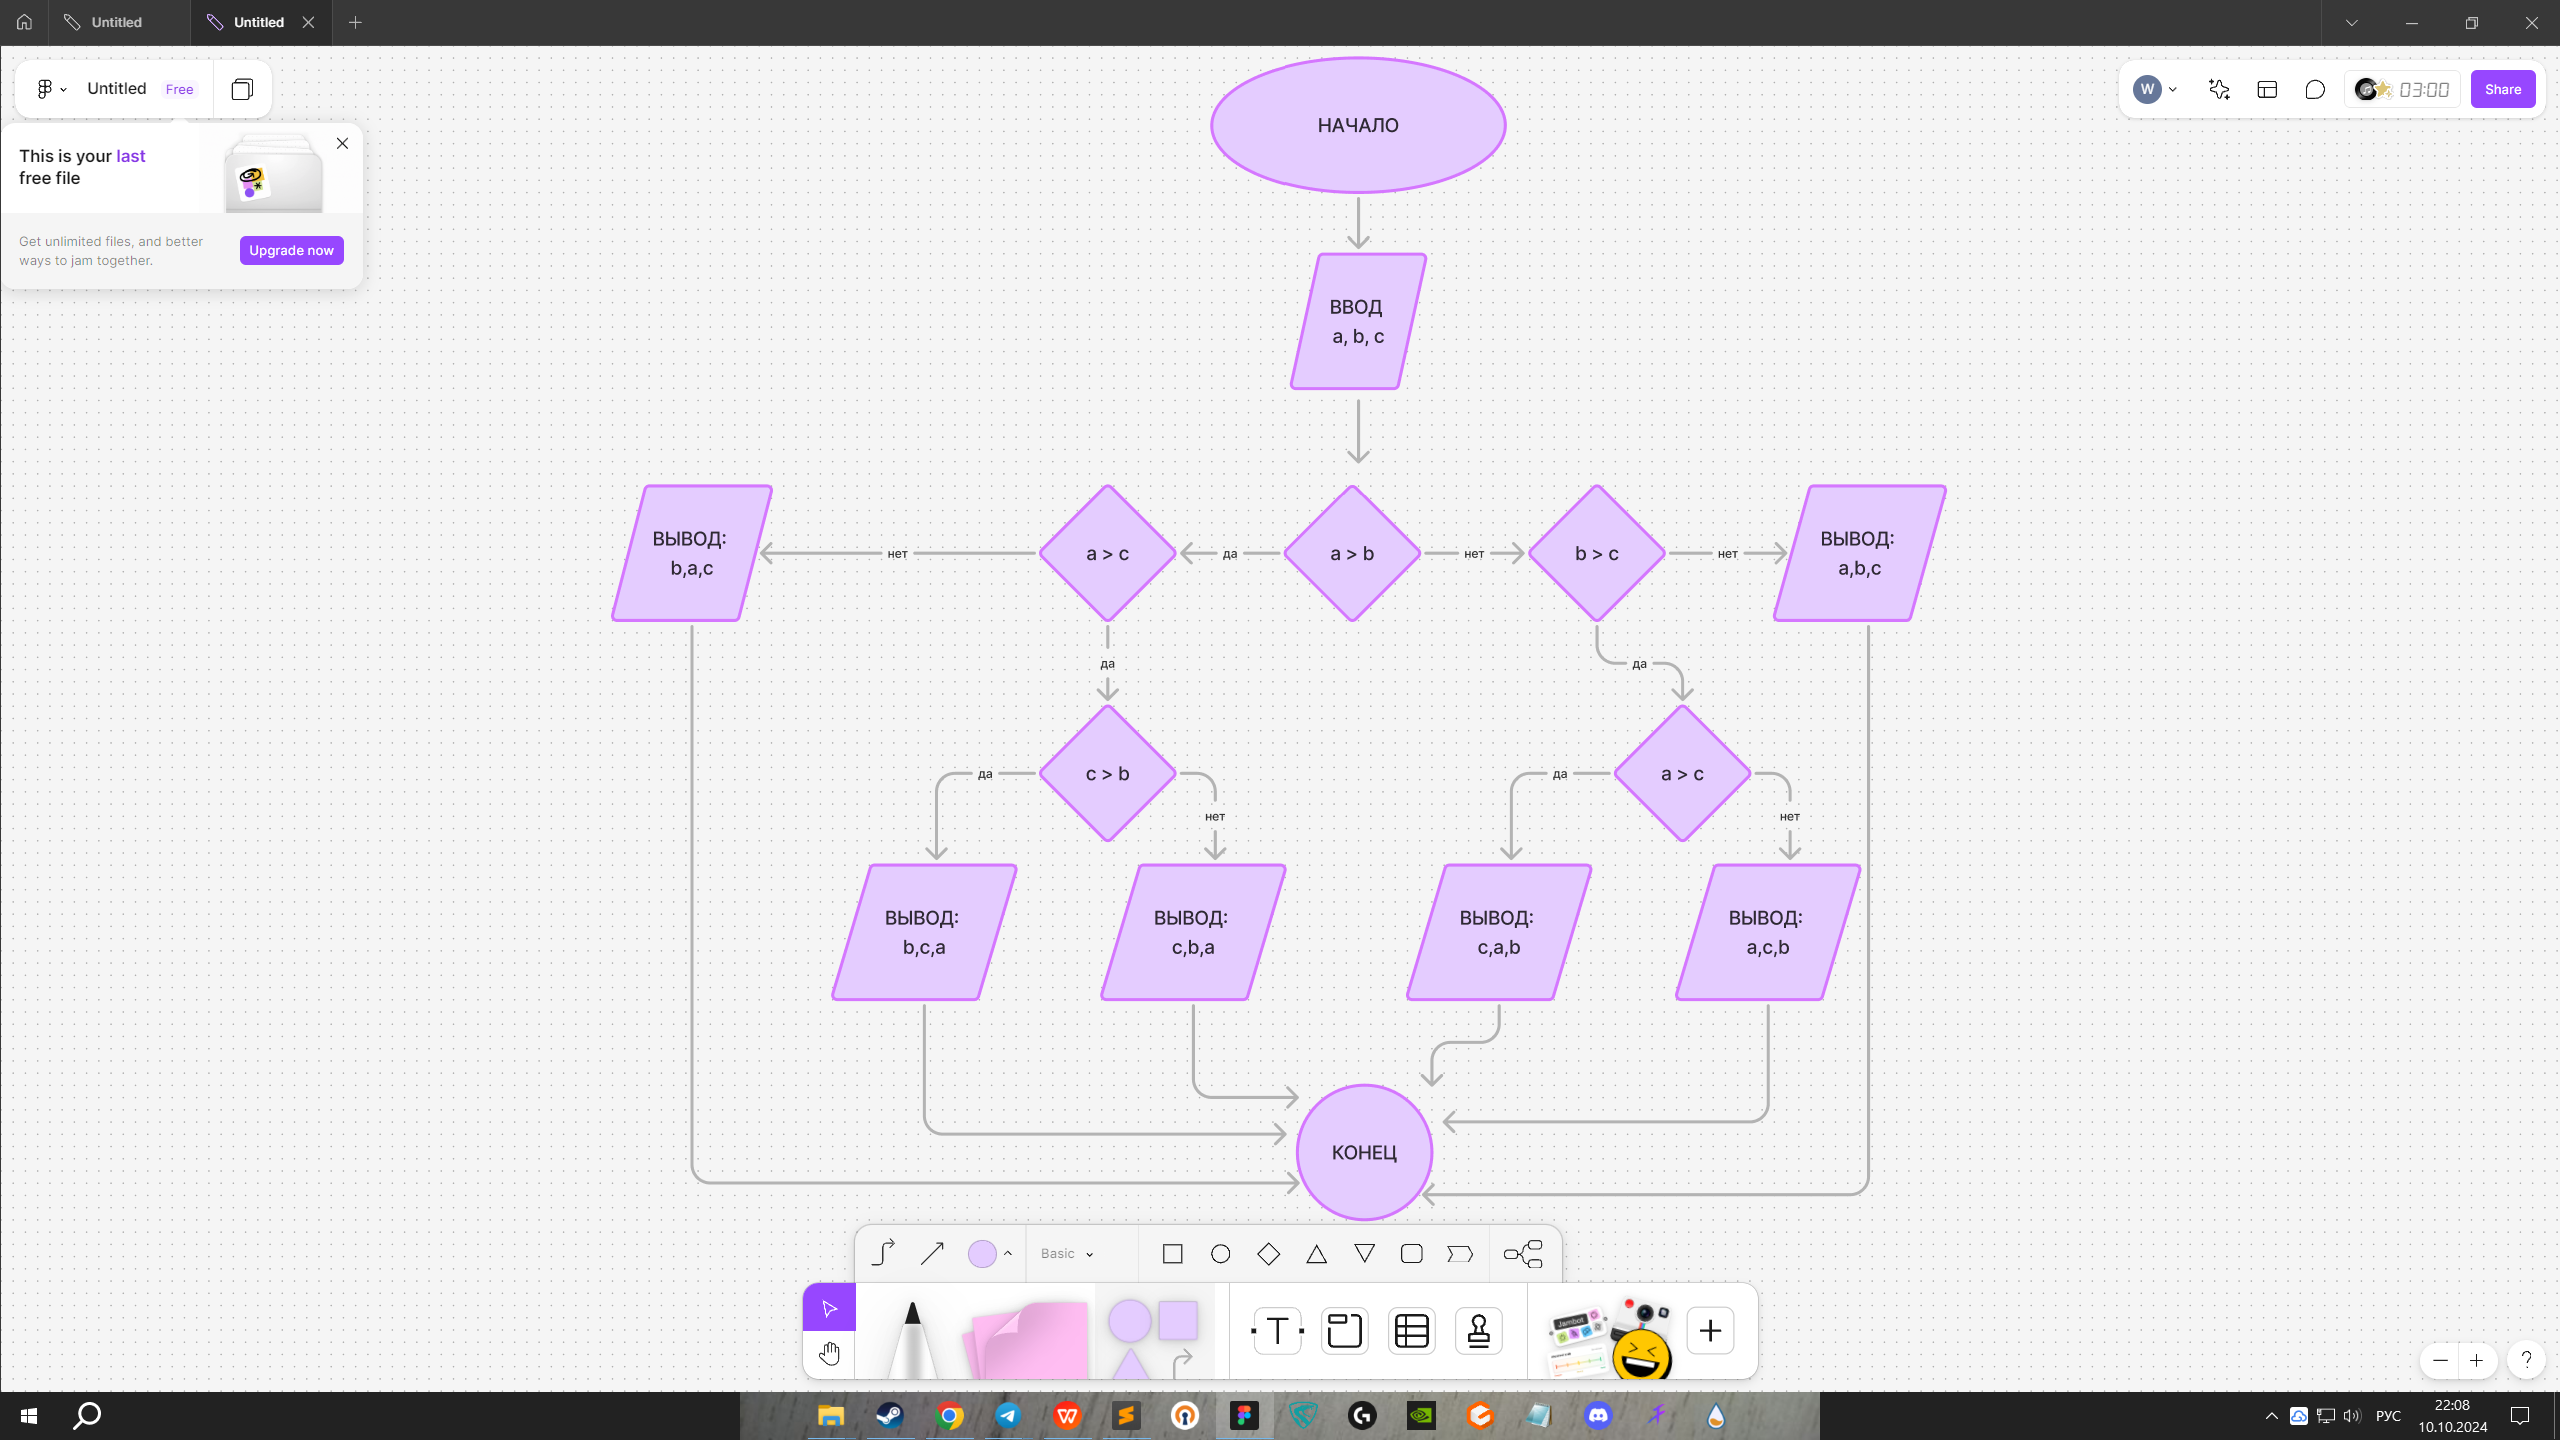 Untitled
Untitled
Untitled
Free
W
03:00
Share
This is your last
free file
Get unlimited files, and better
ways to jam together.
Upgrade now
НАЧАЛО
ВВОД
a, b, c
ВЫВОД:
b,a,c
нет
a > c
да
a > b
нет
b > c
нет
ВЫВОД:
a,b,c
да
да
да
c > b
нет
да
a > c
нет
ВЫВОД:
b,c,a
ВЫВОД:
c,b,a
ВЫВОД:
c,a,b
ВЫВОД:
a,c,b
КОНЕЦ
Basic
T
Jambot
?
РУС
22:08
10.10.2024